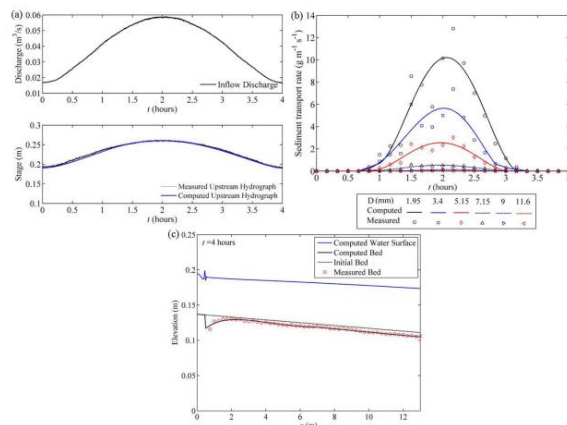 (a)
Discharge (m³/s)
0.06
0.05
0.04
0.03
0.02
0.01
0 0.5 1 1.5 2 2.5 3 3.5 4
t (hours)
Inflow Discharge
Stage (m)
0.3
0.25
0.2
0.15
0.1
0 0.5 1 1.5 2 2.5 3 3.5 4
t (hours)
Measured Upstream Hydrograph
Computed Upstream Hydrograph
(b)
Sediment transport rate (g m⁻¹ s⁻¹)
14
12
10
8
6
4
2
0
0 0.5 1 1.5 2 2.5 3 3.5
t (hours)
D (mm) 1.95 3.4 5.15 7.15 9 11.6
Computed
Measured
(c)
t =4 hours
Computed Water Surface
Computed Bed
Initial Bed
Measured Bed
Elevation (m)
0.2
0.15
0.1
0.05
0
0 2 4 6 8 10 12